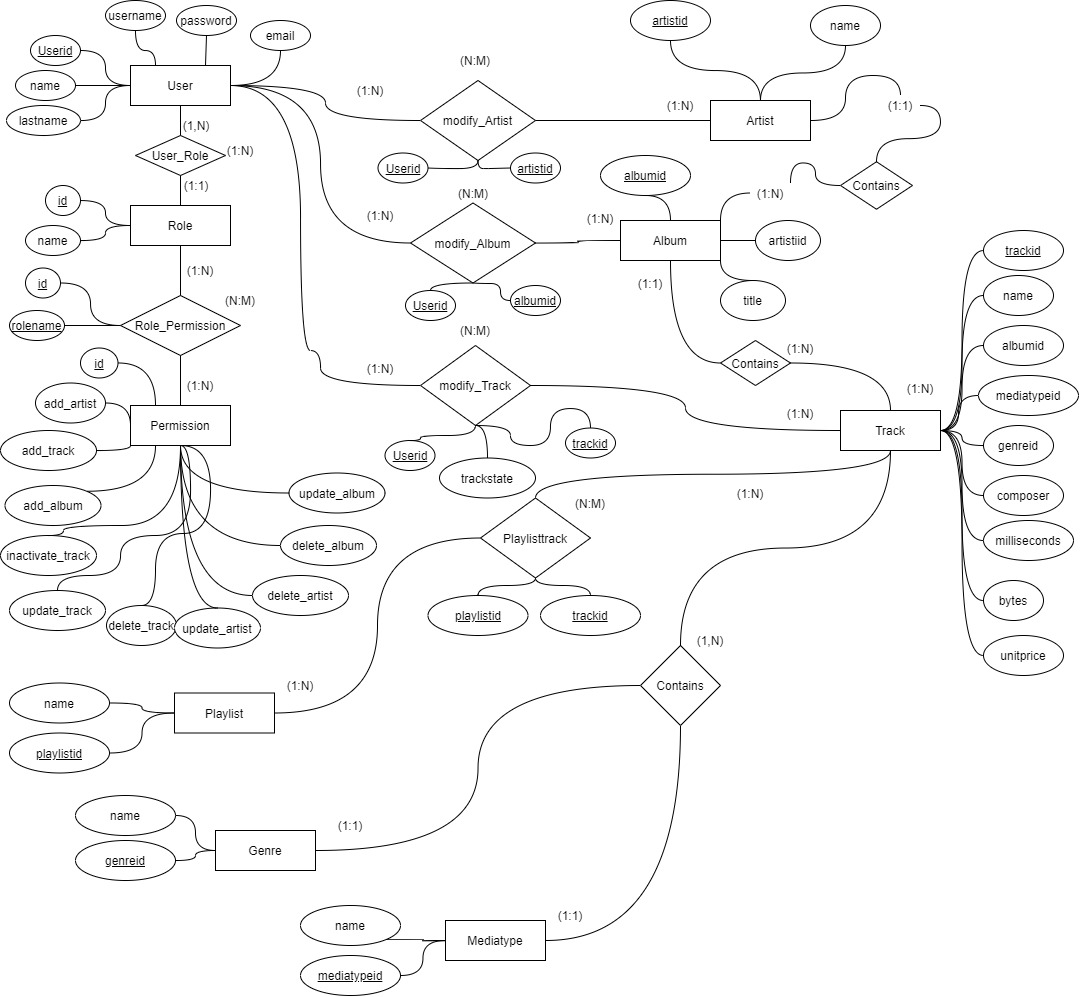 username
password
email
Userid
name
lastname
User
(1,N)
User_Role
(1:N)
(1:1)
id
name
Role
(1:N)
id
rolename
Role_Permission
(N:M)
(1:N)
id
add_artist
add_track
add_album
Permission
inactivate_track
update_track
delete_track
update_artist
delete_artist
delete_album
update_album
(N:M)
(1:N)
modify_Artist
(1:N)
Userid
artistid
artistid
name
Artist
(1:1)
Contains
(1:N)
(N:M)
(1:N)
modify_Album
(1:N)
Userid
albumid
albumid
Album
artistiid
title
(1:1)
Contains
(1:N)
(N:M)
(1:N)
modify_Track
(1:N)
Userid
trackstate
trackid
(1:N)
Track
trackid
name
albumid
mediatypeid
genreid
composer
milliseconds
bytes
unitprice
(1:N)
(N:M)
Playlisttrack
playlistid
trackid
(1,N)
Contains
name
playlistid
Playlist
(1:N)
name
genreid
Genre
(1:1)
name
mediatypeid
Mediatype
(1:1)